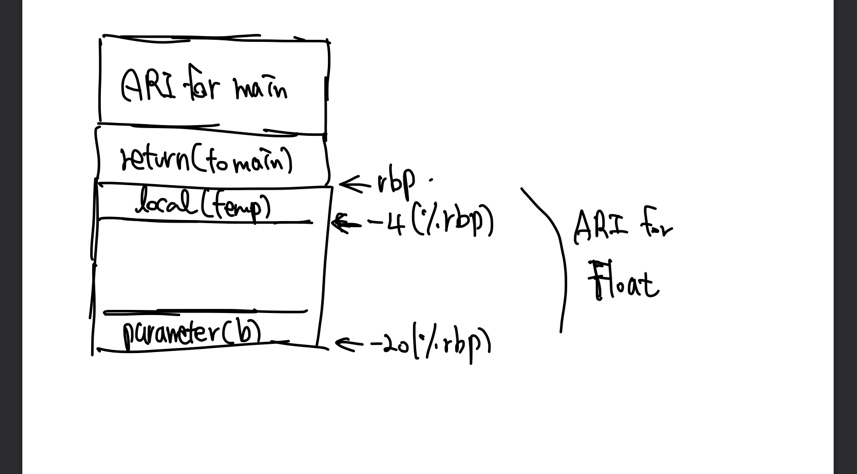 ARI for main
return(to main)
← rbp
local(temp)
← -4(%rbp)
ARI for
Float
parameter(b)
← -20(%rbp)